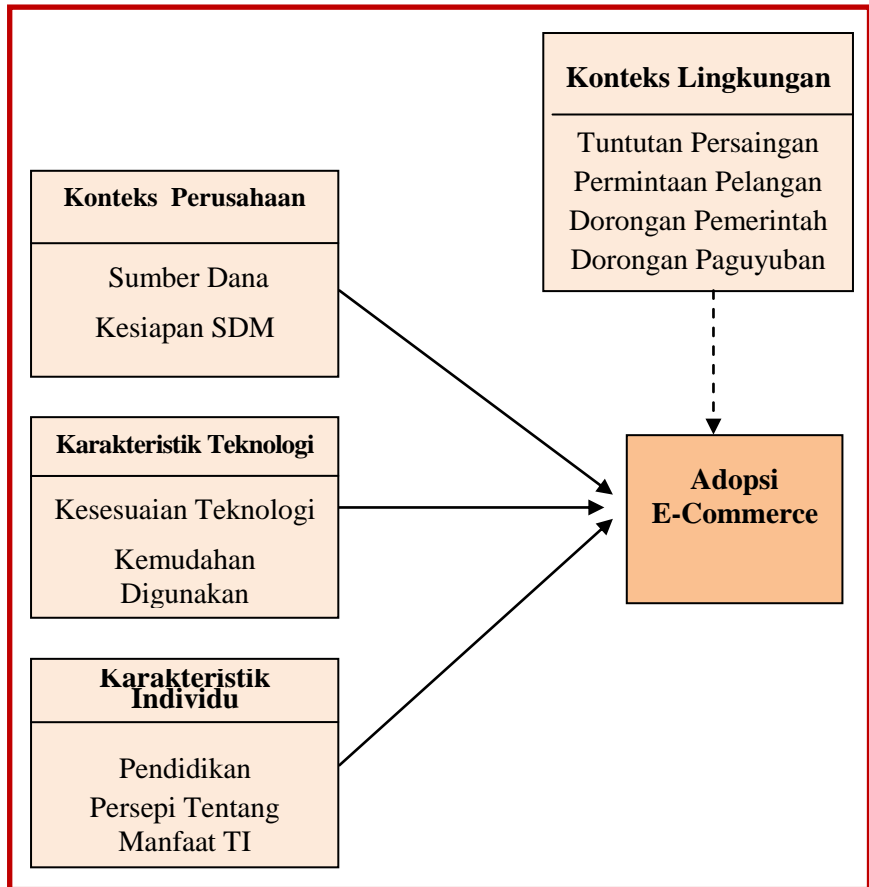 Konteks Lingkungan
Tuntutan Persaingan
Permintaan Pelangan
Dorongan Pemerintah
Dorongan Paguyuban
Konteks Perusahaan
Sumber Dana
Kesiapan SDM
Karakteristik Teknologi
Kesesuaian Teknologi
Kemudahan
Digunakan
Karakteristik
Individu
Pendidikan
Persepi Tentang
Manfaat TI
Adopsi
E-Commerce